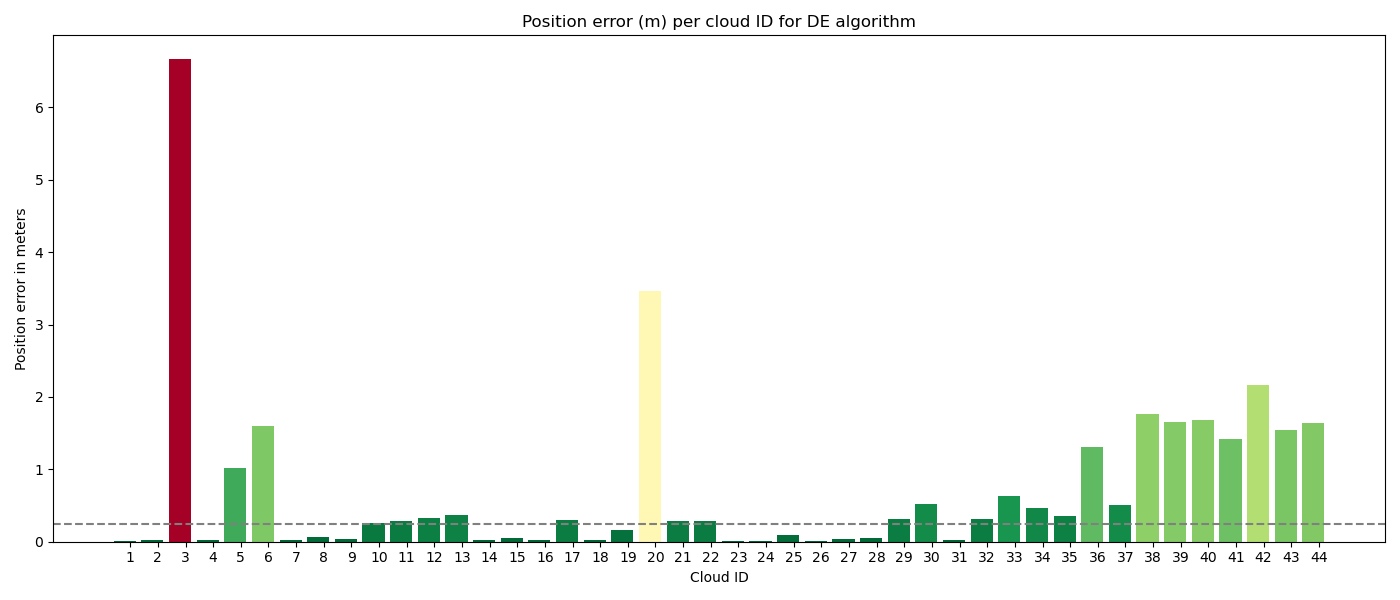 Position error (m) per cloud ID for DE algorithm
Position error in meters
6
5
4
3
2
1
0
1 2 3 4 5 6 7 8 9 10 11 12 13 14 15 16 17 18 19 20 21 22 23 24 25 26 27 28 29 30 31 32 33 34 35 36 37 38 39 40 41 42 43 44
Cloud ID